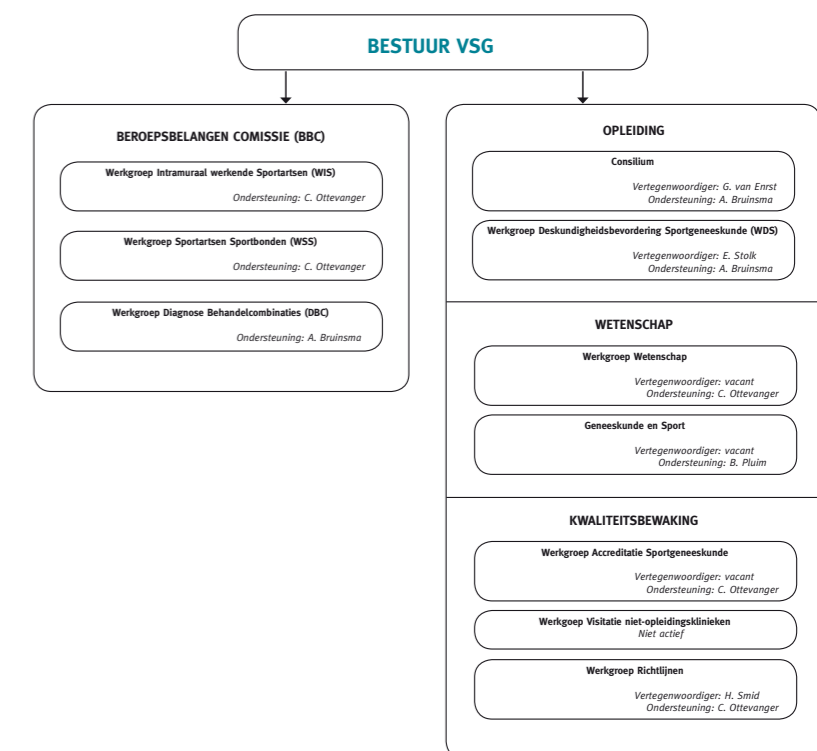 BESTUUR VSG
BEROEPSBELANGEN COMISSIE (BBC)
Werkgroep Intramuraal werkende Sportartsen (WIS)
Ondersteuning: C. Ottevanger
Werkgroep Sportartsen Sportbonden (WSS)
Ondersteuning: C. Ottevanger
Werkgroep Diagnose Behandelcombinaties (DBC)
Ondersteuning: A. Bruinsma
OPLEIDING
Consilium
Vertegenwoordiger: G. van Enrst
Ondersteuning: A. Bruinsma
Werkgroep Deskundigheidsbevordering Sportgeneeskunde (WDS)
Vertegenwoordiger: E. Stolk
Ondersteuning: A. Bruinsma
WETENSCHAP
Werkgroep Wetenschap
Vertegenwoordiger: vacant
Ondersteuning: C. Ottevanger
Geneeskunde en Sport
Vertegenwoordiger: vacant
Ondersteuning: B. Pluim
KWALITEITSBEWAKING
Werkgroep Accreditatie Sportgeneeskunde
Vertegenwoordiger: vacant
Ondersteuning: C. Ottevanger
Werkgoep Visitatie niet-opleidingsklinieken
Niet actief
Werkgroep Richtlijnen
Vertegenwoordiger: H. Smid
Ondersteuning: C. Ottevanger